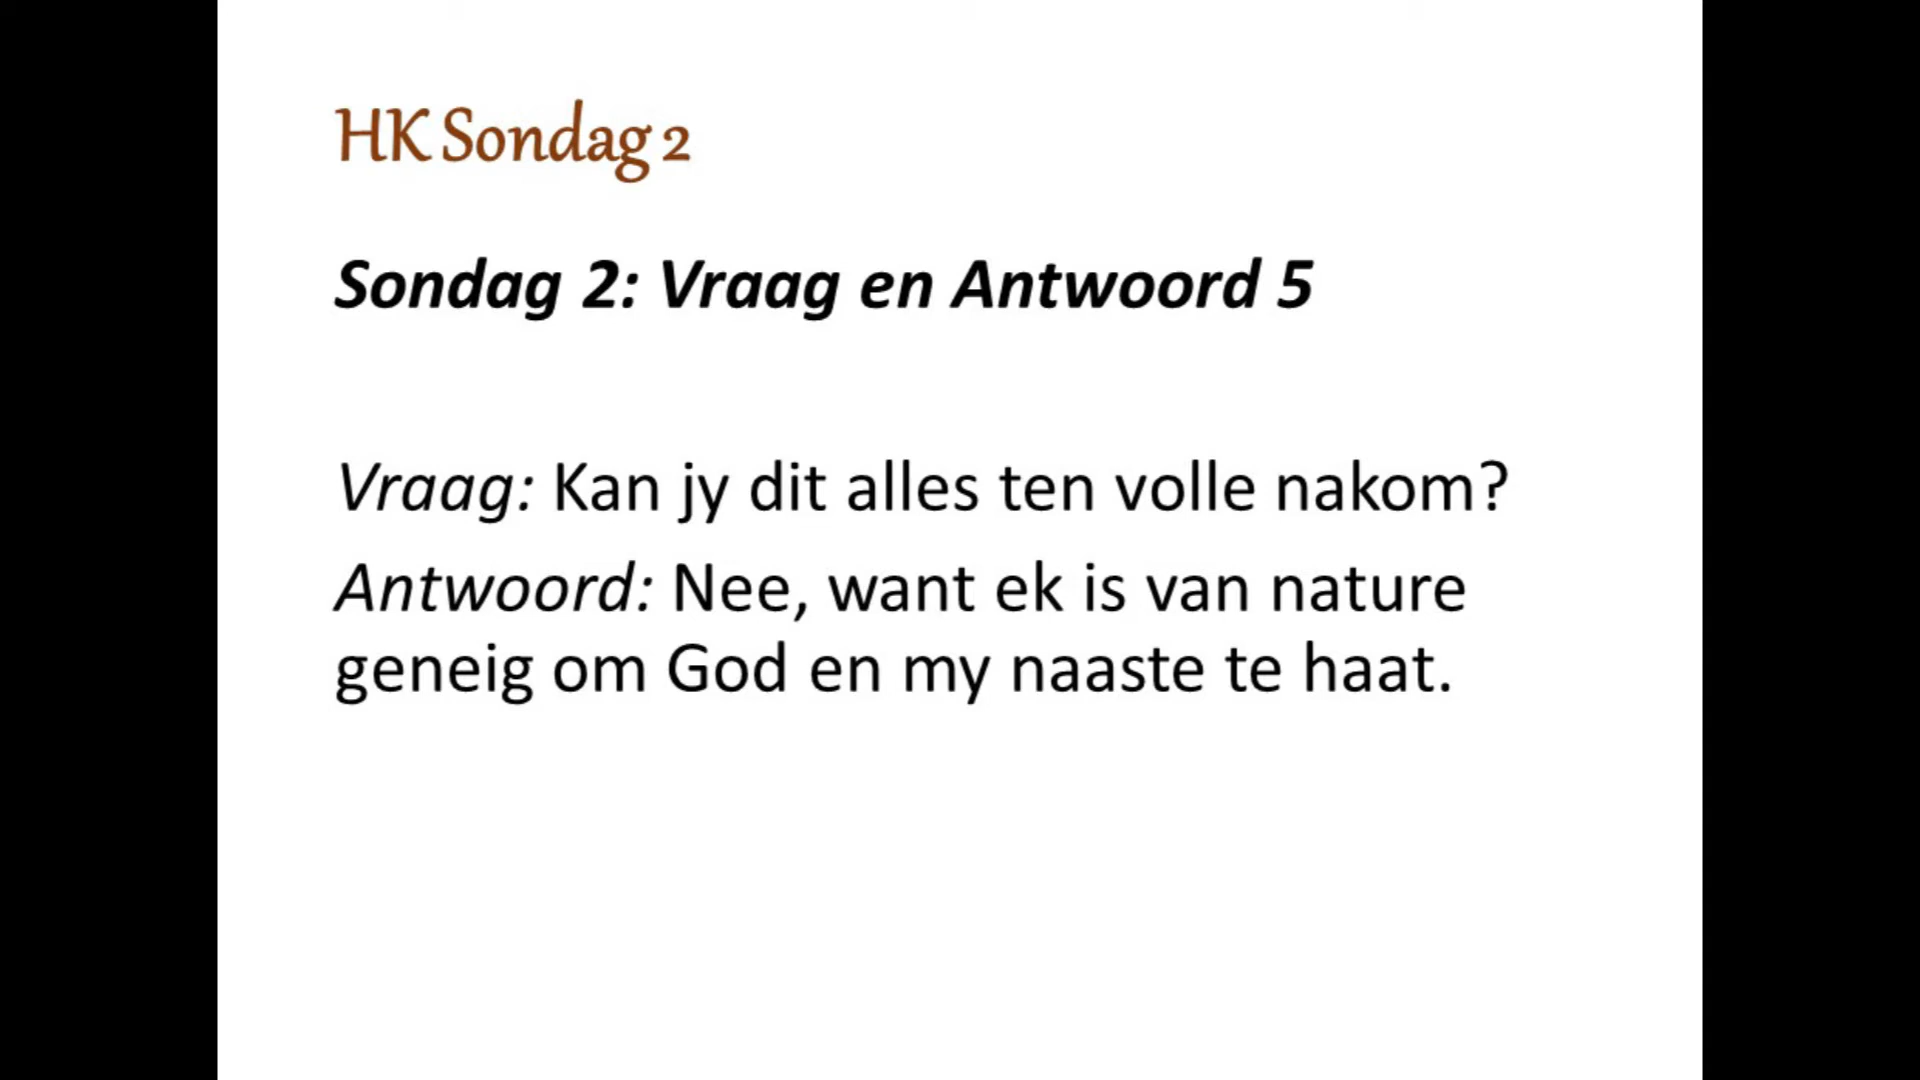 HK Sondag 2
Sondag 2: Vraag en Antwoord 5
Vraag: Kan jy dit alles ten volle nakom?
Antwoord: Nee, want ek is van nature
geneig om God en my naaste te haat.